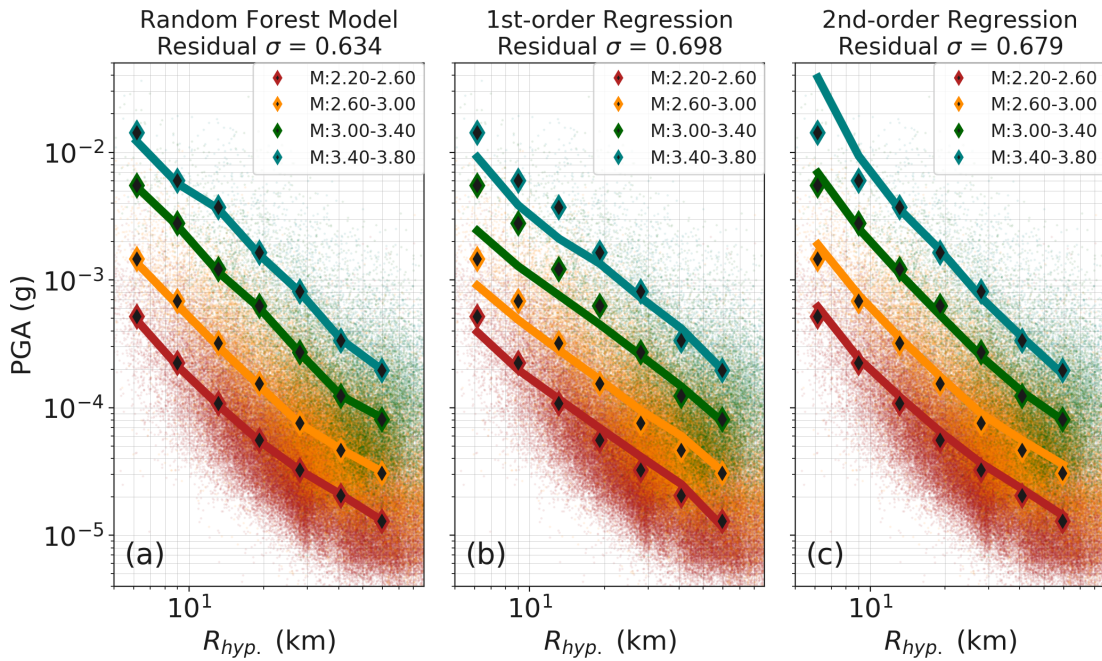 Random Forest Model
Residual σ = 0.634
1st-order Regression
Residual σ = 0.698
2nd-order Regression
Residual σ = 0.679
M:2.20-2.60
M:2.60-3.00
M:3.00-3.40
M:3.40-3.80
M:2.20-2.60
M:2.60-3.00
M:3.00-3.40
M:3.40-3.80
M:2.20-2.60
M:2.60-3.00
M:3.00-3.40
M:3.40-3.80
PGA (g)
10⁻²
10⁻³
10⁻⁴
10⁻⁵
(a)
(b)
(c)
10¹
10¹
10¹
R_hyp. (km)
R_hyp. (km)
R_hyp. (km)